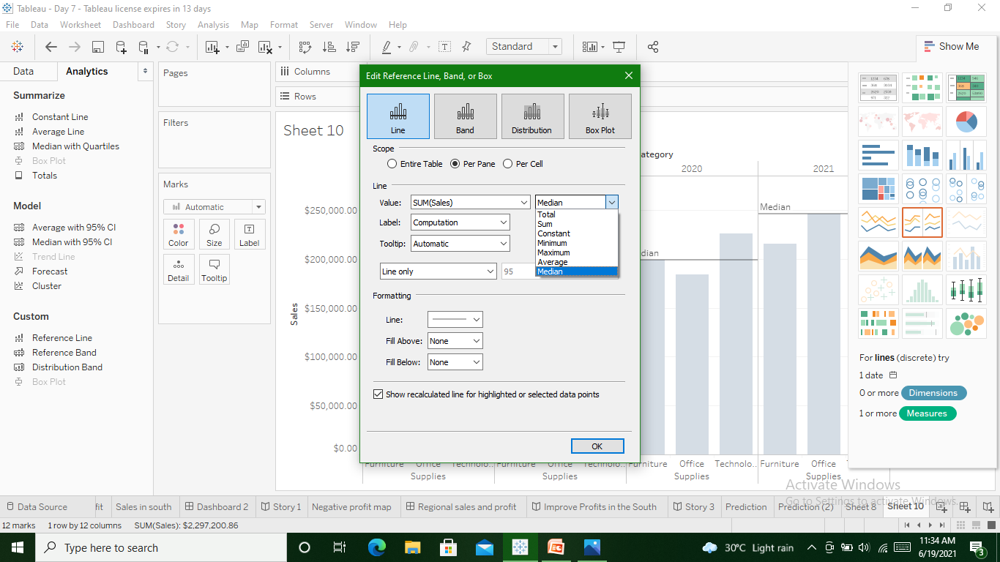 Tableau - Day 7 - Tableau license expires in 13 days
File Data Worksheet Dashboard Story Analysis Map Format Server Window Help
Standard
Show Me
Data Analytics
Pages
Columns
Rows
Edit Reference Line, Band, or Box
Line Band Distribution Box Plot
Summarize
Constant Line
Average Line
Median with Quartiles
Box Plot
Totals
Model
Average with 95% CI
Median with 95% CI
Trend Line
Forecast
Cluster
Custom
Reference Line
Reference Band
Distribution Band
Box Plot
Filters
Marks
Automatic
Color Size Label
Detail Tooltip
Sheet 10
Scope
Entire Table Per Pane Per Cell
Line
Value: SUM(Sales) Median
Total
Sum
Constant
Minimum
Maximum
Average
Median
Label: Computation
Tooltip: Automatic
Line only 95
Formatting
Line:
Fill Above: None
Fill Below: None
Show recalculated line for highlighted or selected data points
OK
2020 2021
Median
Sales
$250,000.00
$200,000.00
$150,000.00
$100,000.00
$50,000.00
$0.00
Furniture Office Technolo.. Furniture Office Technolo.. Furniture Office Technolo.. Furniture Office
Supplies Supplies Supplies Supplies
For lines (discrete) try
1 date
0 or more Dimensions
1 or more Measures
Activate Windows
Go to Settings to activate Windows.
Data Source fit Sales in south Dashboard 2 Story 1 Negative profit map Regional sales and profit Improve Profits in the South Story 3 Prediction Prediction (2) Sheet 8 Sheet 10
12 marks 1 row by 12 columns SUM(Sales): $2,297,200.86
Type here to search
30°C Light rain
11:34 AM
6/19/2021
3